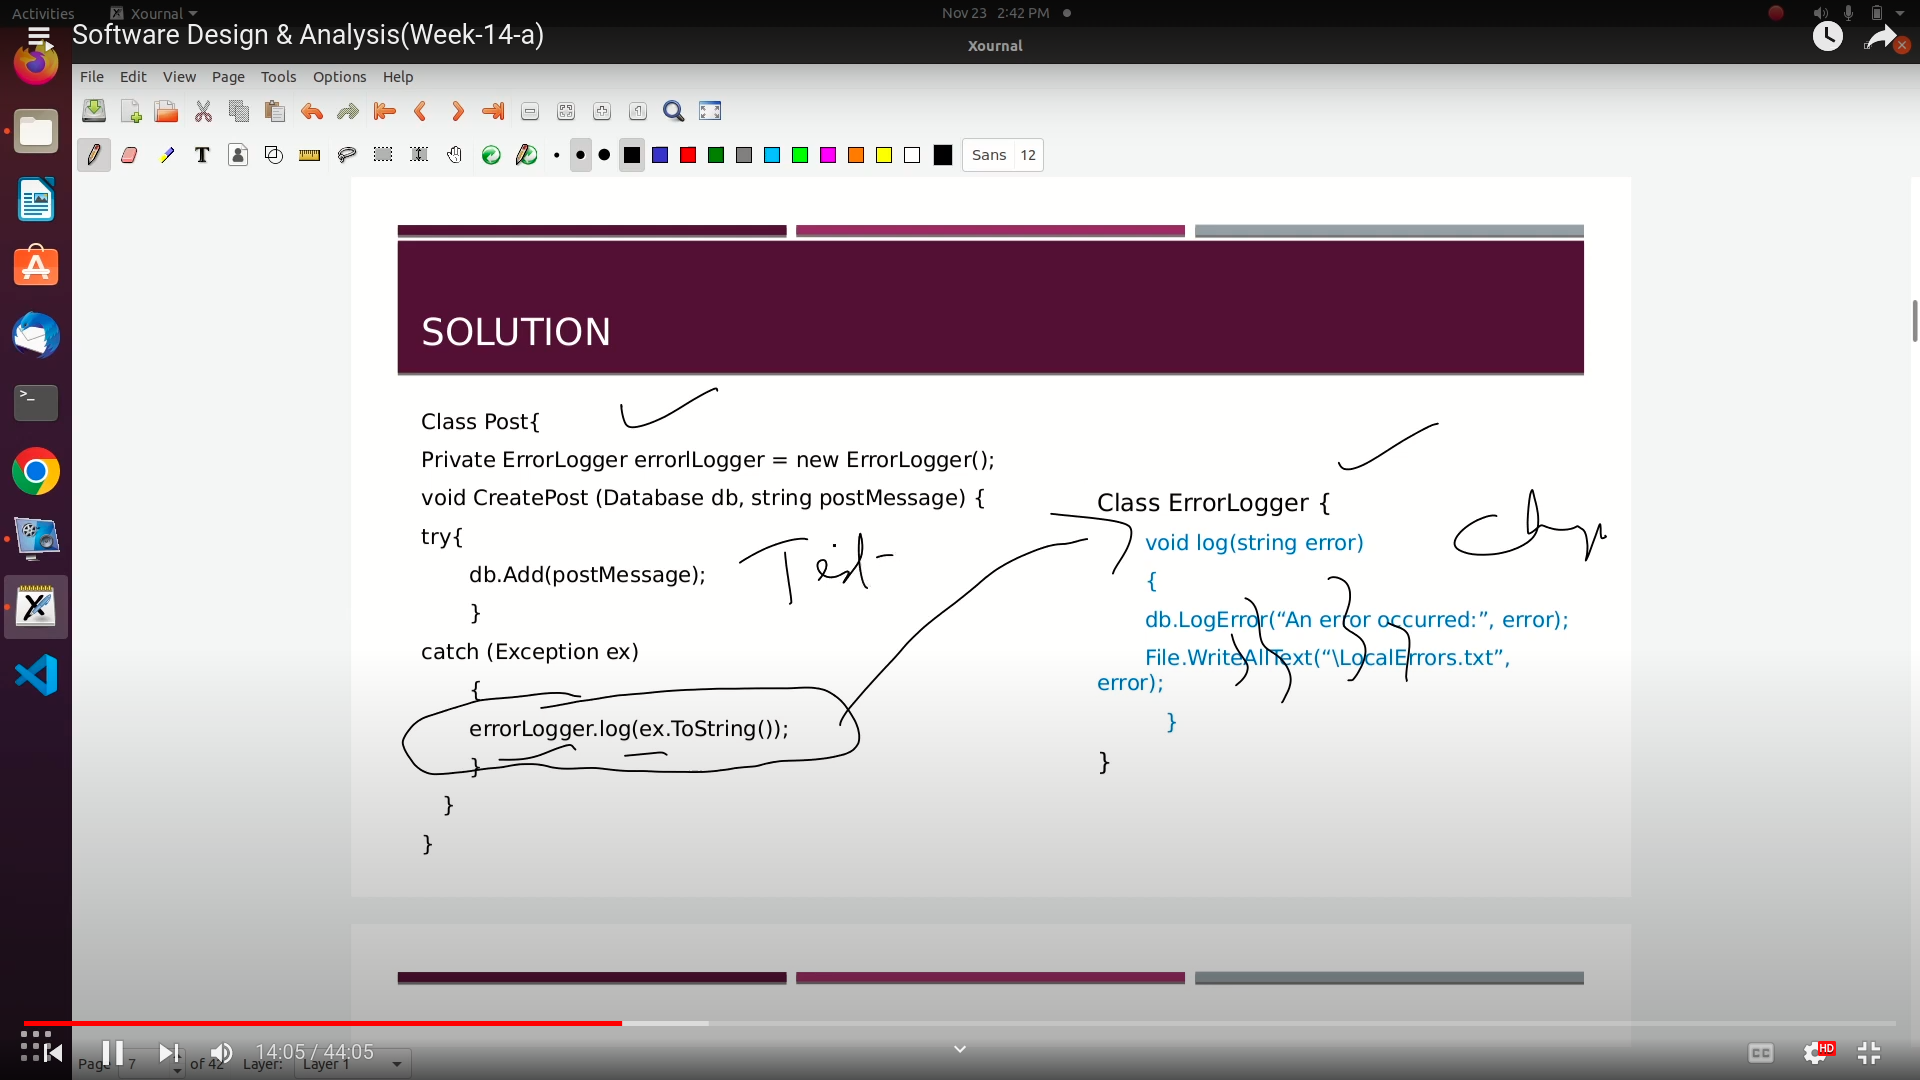 Activities Xournal Nov 23 2:42 PM
Software Design & Analysis(Week-14-a)
Xournal
File Edit View Page Tools Options Help
T Sans 12
SOLUTION
Class Post{
Private ErrorLogger errorlLogger = new ErrorLogger();
void CreatePost (Database db, string postMessage) {
try{
db.Add(postMessage);
}
catch (Exception ex)
{
errorLogger.log(ex.ToString());
}
}
}
Class ErrorLogger {
void log(string error)
{
db.LogError(“An error occurred:”, error);
File.WriteAllText(“\LocalErrors.txt”,
error);
}
}
14:05 / 44:05
CC HD
Page 7 of 42 Layer: Layer 1